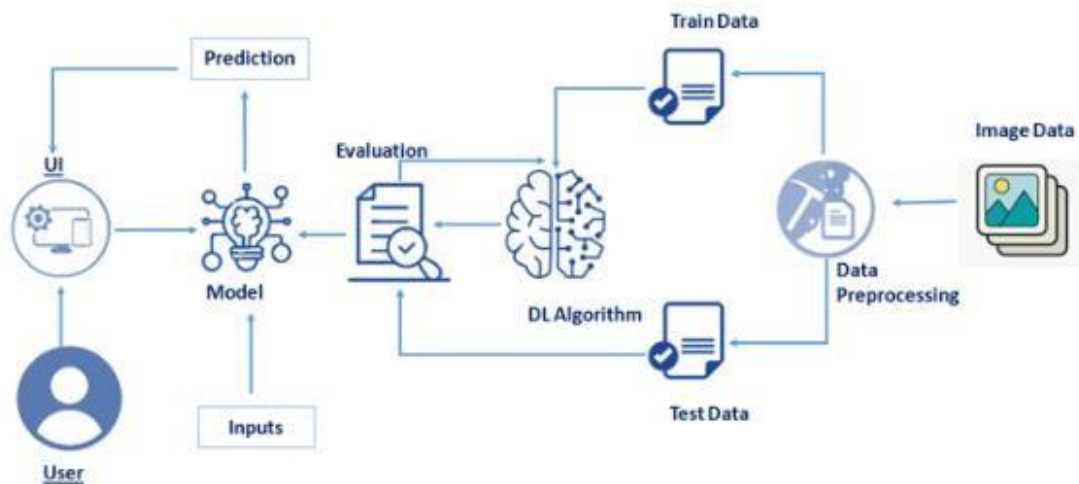 Train Data
Prediction
Image Data
Evaluation
UI
Model
DL Algorithm
Data
Preprocessing
Inputs
Test Data
User